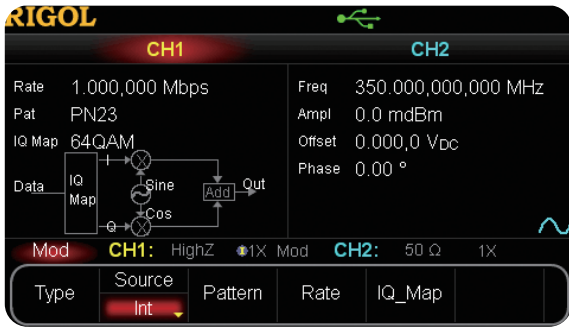 RIGOL
CH1
CH2
Rate 1.000,000 Mbps
Pat PN23
IQ Map 64QAM
Data
IQ
Map
I
Q
Sine
Cos
Add
Out
Freq 350.000,000,000 MHz
Ampl 0.0 mdBm
Offset 0.000,0 VDC
Phase 0.00 °
Mod CH1: HighZ 1X Mod CH2: 50 Ω 1X
Type
Source
Int
Pattern
Rate
IQ_Map